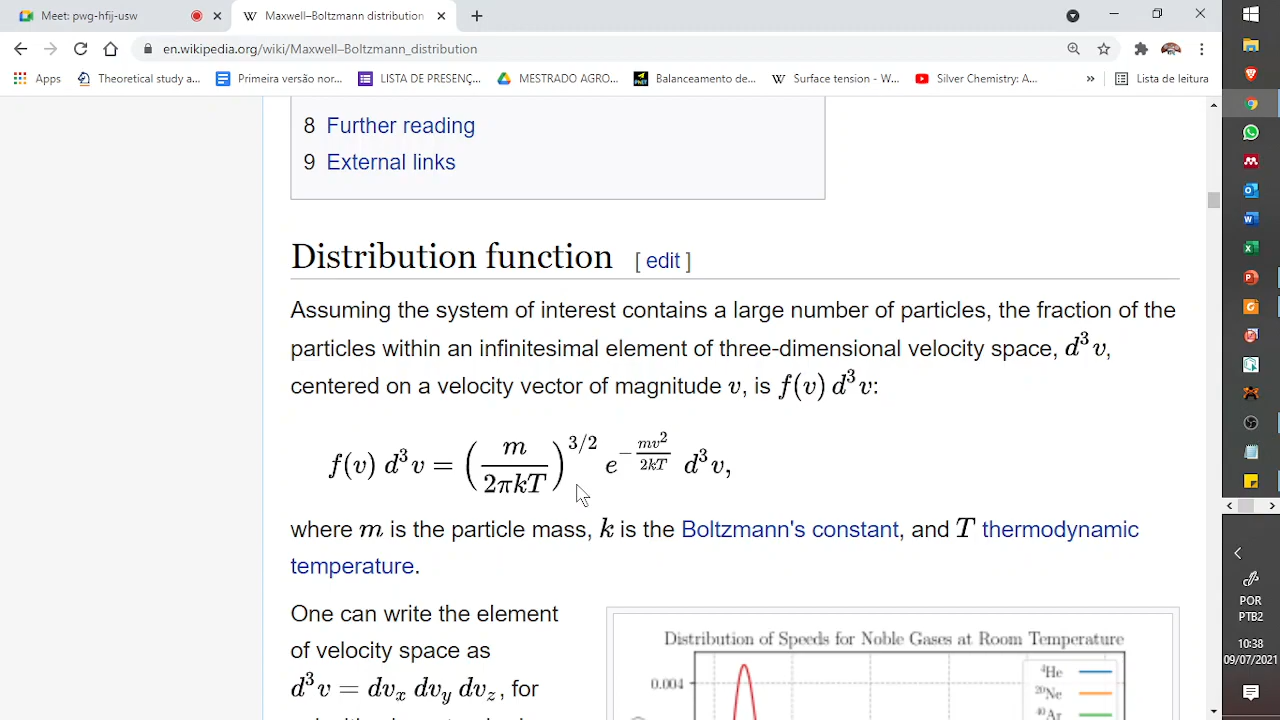 Meet: pwg-hfij-usw
Maxwell–Boltzmann distribution
en.wikipedia.org/wiki/Maxwell–Boltzmann_distribution
Apps
Theoretical study a...
Primeira versão nor...
LISTA DE PRESENÇ...
MESTRADO AGRO...
Balanceamento de...
Surface tension - W...
Silver Chemistry: A...
»
Lista de leitura
8 Further reading
9 External links
Distribution function [ edit ]
Assuming the system of interest contains a large number of particles, the fraction of the
particles within an infinitesimal element of three-dimensional velocity space, d³v,
centered on a velocity vector of magnitude v, is f(v) d³v:
f(v) d³v = (m/2πkT)^{3/2} e^{−mv²/2kT} d³v,
where m is the particle mass, k is the Boltzmann's constant, and T thermodynamic
temperature.
One can write the element
of velocity space as
d³v = dv_x dv_y dv_z, for
Distribution of Speeds for Noble Gases at Room Temperature
0.004
⁴He
²⁰Ne
⁴⁰Ar
POR
PTB2
10:38
09/07/2021